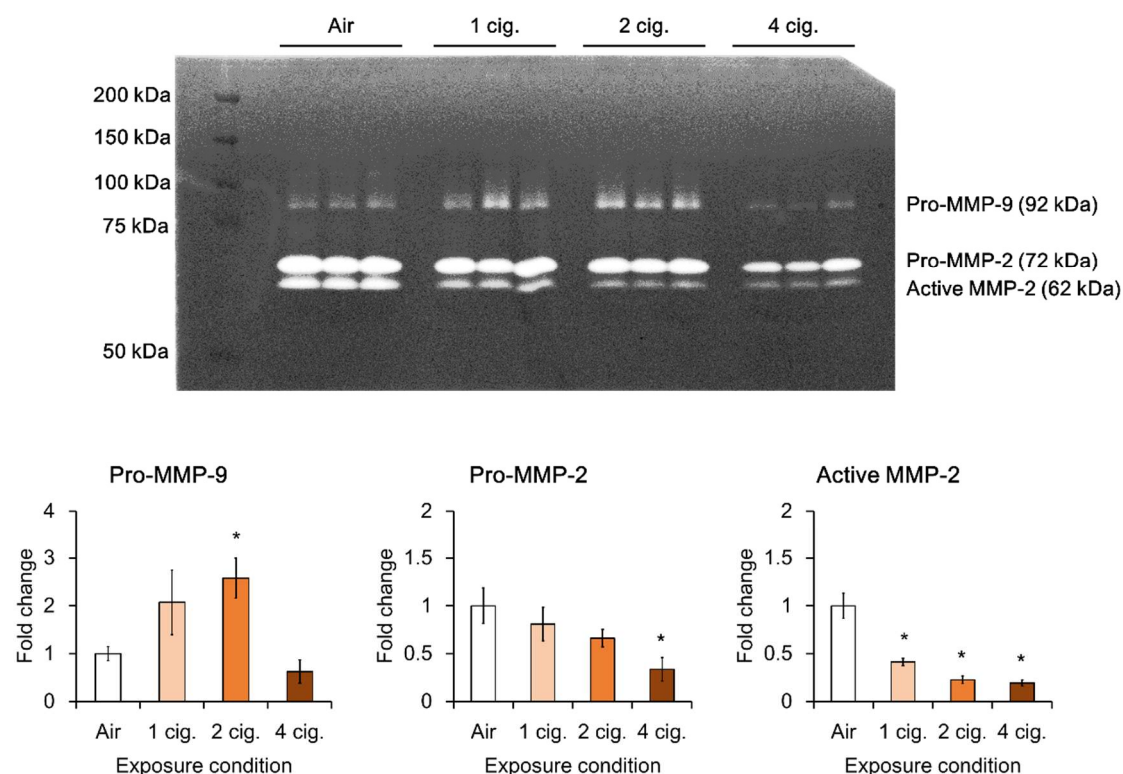 Air 1 cig. 2 cig. 4 cig.
200 kDa
150 kDa
100 kDa
75 kDa
50 kDa
Pro-MMP-9 (92 kDa)
Pro-MMP-2 (72 kDa)
Active MMP-2 (62 kDa)
Pro-MMP-9
Fold change
4
3
2
1
0
*
Air 1 cig. 2 cig. 4 cig.
Exposure condition
Pro-MMP-2
Fold change
2
1.5
1
0.5
0
*
Air 1 cig. 2 cig. 4 cig.
Exposure condition
Active MMP-2
Fold change
2
1.5
1
0.5
0
* * *
Air 1 cig. 2 cig. 4 cig.
Exposure condition